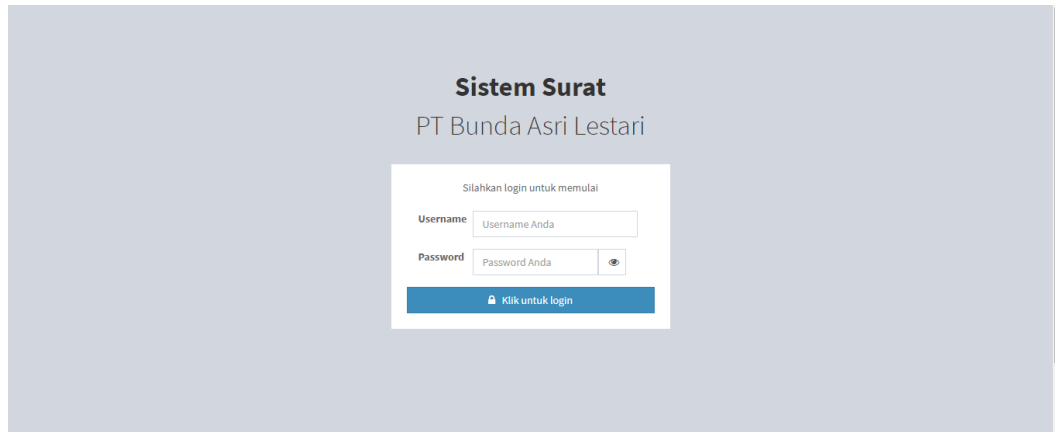 Sistem Surat
PT Bunda Asri Lestari
Silahkan login untuk memulai
Username Username Anda
Password Password Anda
Klik untuk login